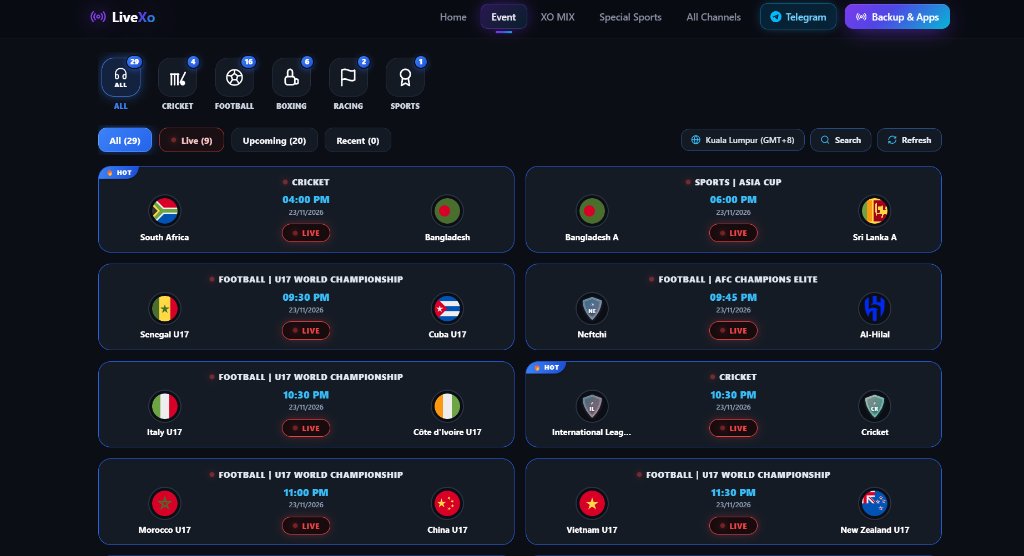 LiveXo
Home Event XO MIX Special Sports All Channels Telegram Backup & Apps
29 4 16 6 2 1
ALL
ALL CRICKET FOOTBALL BOXING RACING SPORTS
All (29) Live (9) Upcoming (20) Recent (0) Kuala Lumpur (GMT+8) Search Refresh
HOT
CRICKET
04:00 PM
23/11/2026
LIVE
South Africa Bangladesh
SPORTS | ASIA CUP
06:00 PM
23/11/2026
LIVE
Bangladesh A Sri Lanka A
FOOTBALL | U17 WORLD CHAMPIONSHIP
09:30 PM
23/11/2026
LIVE
Senegal U17 Cuba U17
FOOTBALL | AFC CHAMPIONS ELITE
09:45 PM
23/11/2026
NE
LIVE
Neftchi Al-Hilal
FOOTBALL | U17 WORLD CHAMPIONSHIP
10:30 PM
23/11/2026
LIVE
Italy U17 Côte d'Ivoire U17
HOT
CRICKET
10:30 PM
23/11/2026
IL CR
LIVE
International Leag... Cricket
FOOTBALL | U17 WORLD CHAMPIONSHIP
11:00 PM
23/11/2026
LIVE
Morocco U17 China U17
FOOTBALL | U17 WORLD CHAMPIONSHIP
11:30 PM
23/11/2026
LIVE
Vietnam U17 New Zealand U17